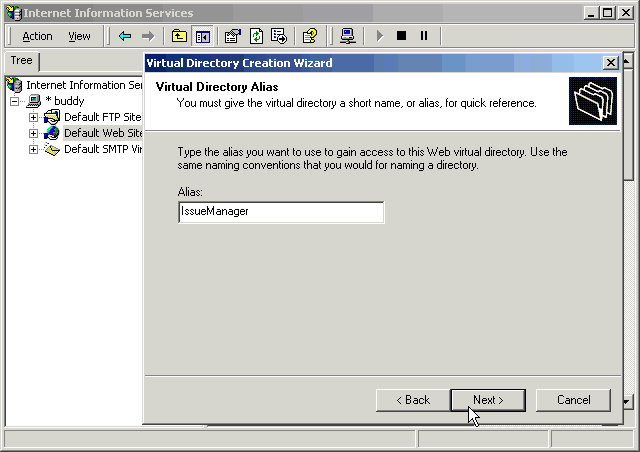 Internet Information Services
Action View
Tree
Internet Information Ser
* buddy
Default FTP Site
Default Web Site
Default SMTP Vir
Virtual Directory Creation Wizard
Virtual Directory Alias
You must give the virtual directory a short name, or alias, for quick reference.
Type the alias you want to use to gain access to this Web virtual directory. Use the
same naming conventions that you would for naming a directory.
Alias:
IssueManager
< Back Next > Cancel